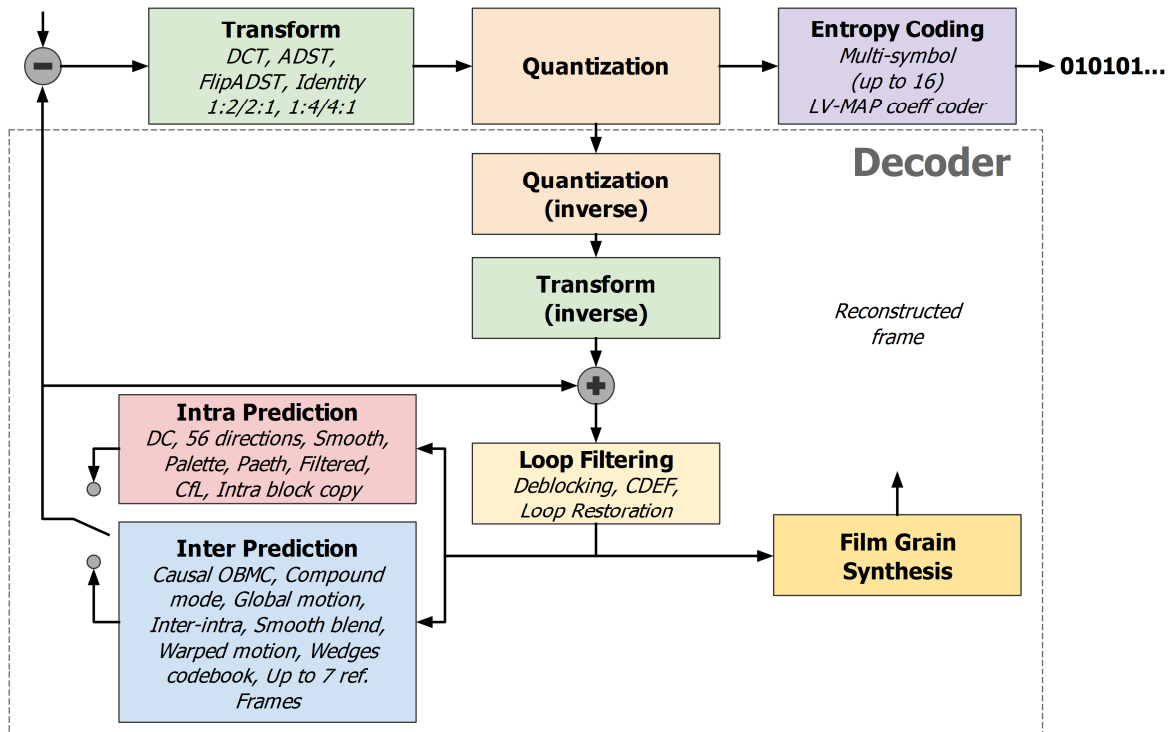 Transform
DCT, ADST,
FlipADST, Identity
1:2/2:1, 1:4/4:1
Quantization
Entropy Coding
Multi-symbol
(up to 16)
LV-MAP coeff coder
010101...
Decoder
Quantization
(inverse)
Transform
(inverse)
Reconstructed
frame
Intra Prediction
DC, 56 directions, Smooth,
Palette, Paeth, Filtered,
CfL, Intra block copy
Loop Filtering
Deblocking, CDEF,
Loop Restoration
Inter Prediction
Causal OBMC, Compound
mode, Global motion,
Inter-intra, Smooth blend,
Warped motion, Wedges
codebook, Up to 7 ref.
Frames
Film Grain
Synthesis